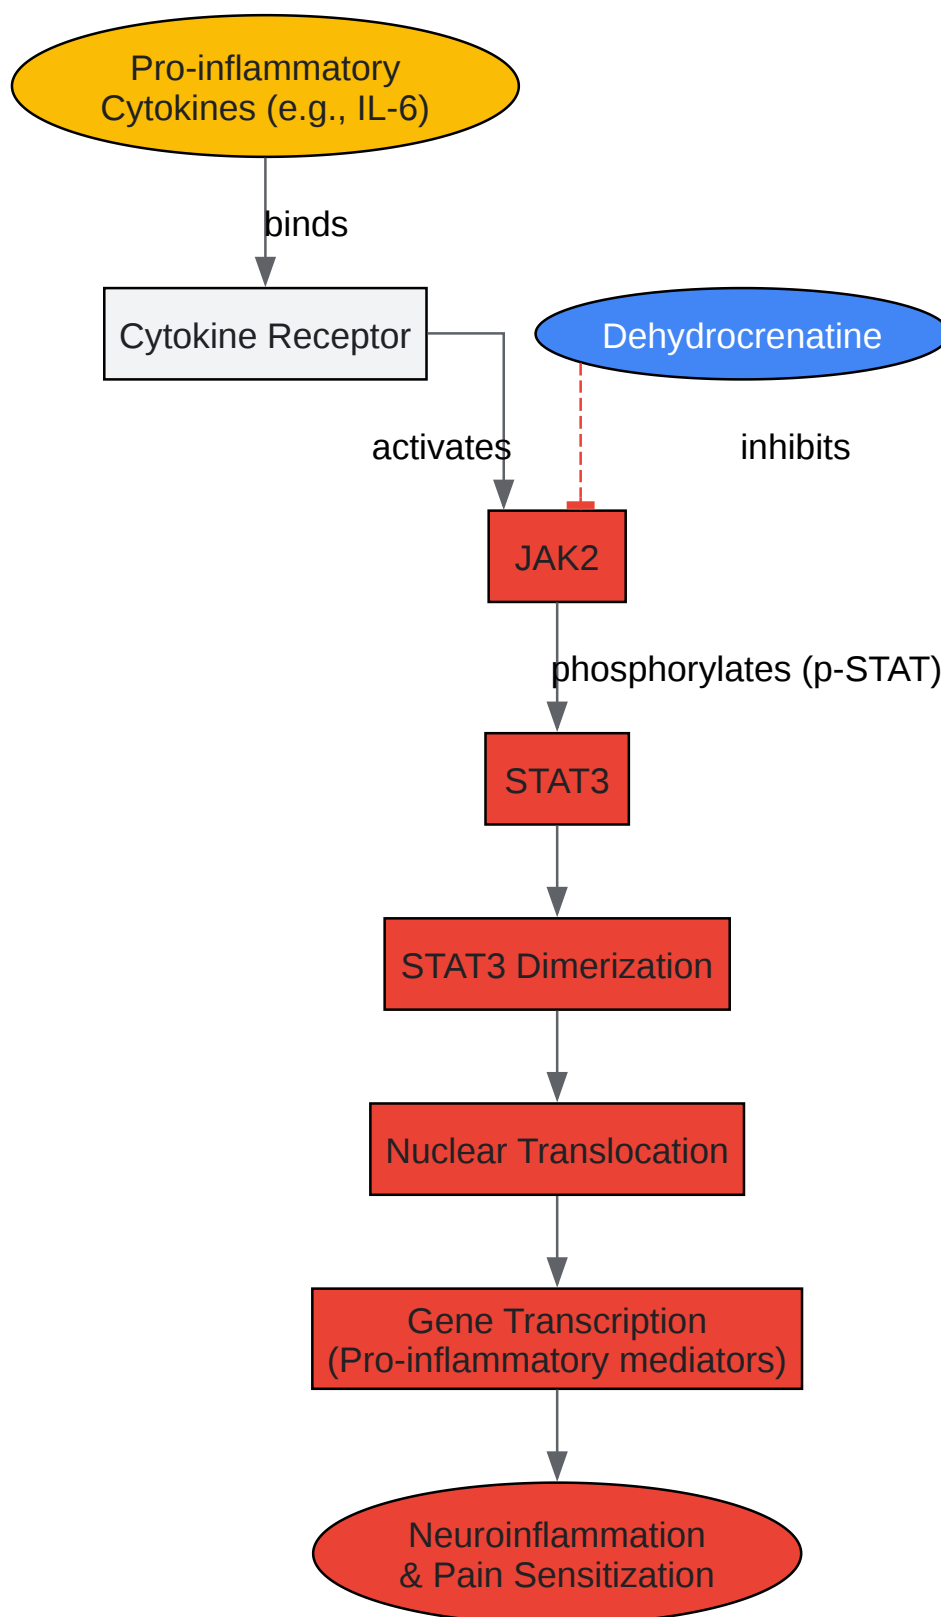 Pro-inflammatory
Cytokines (e.g., IL-6)
binds
Cytokine Receptor
Dehydrocrenatine
activates
inhibits
JAK2
phosphorylates (p-STAT)
STAT3
STAT3 Dimerization
Nuclear Translocation
Gene Transcription
(Pro-inflammatory mediators)
Neuroinflammation
& Pain Sensitization